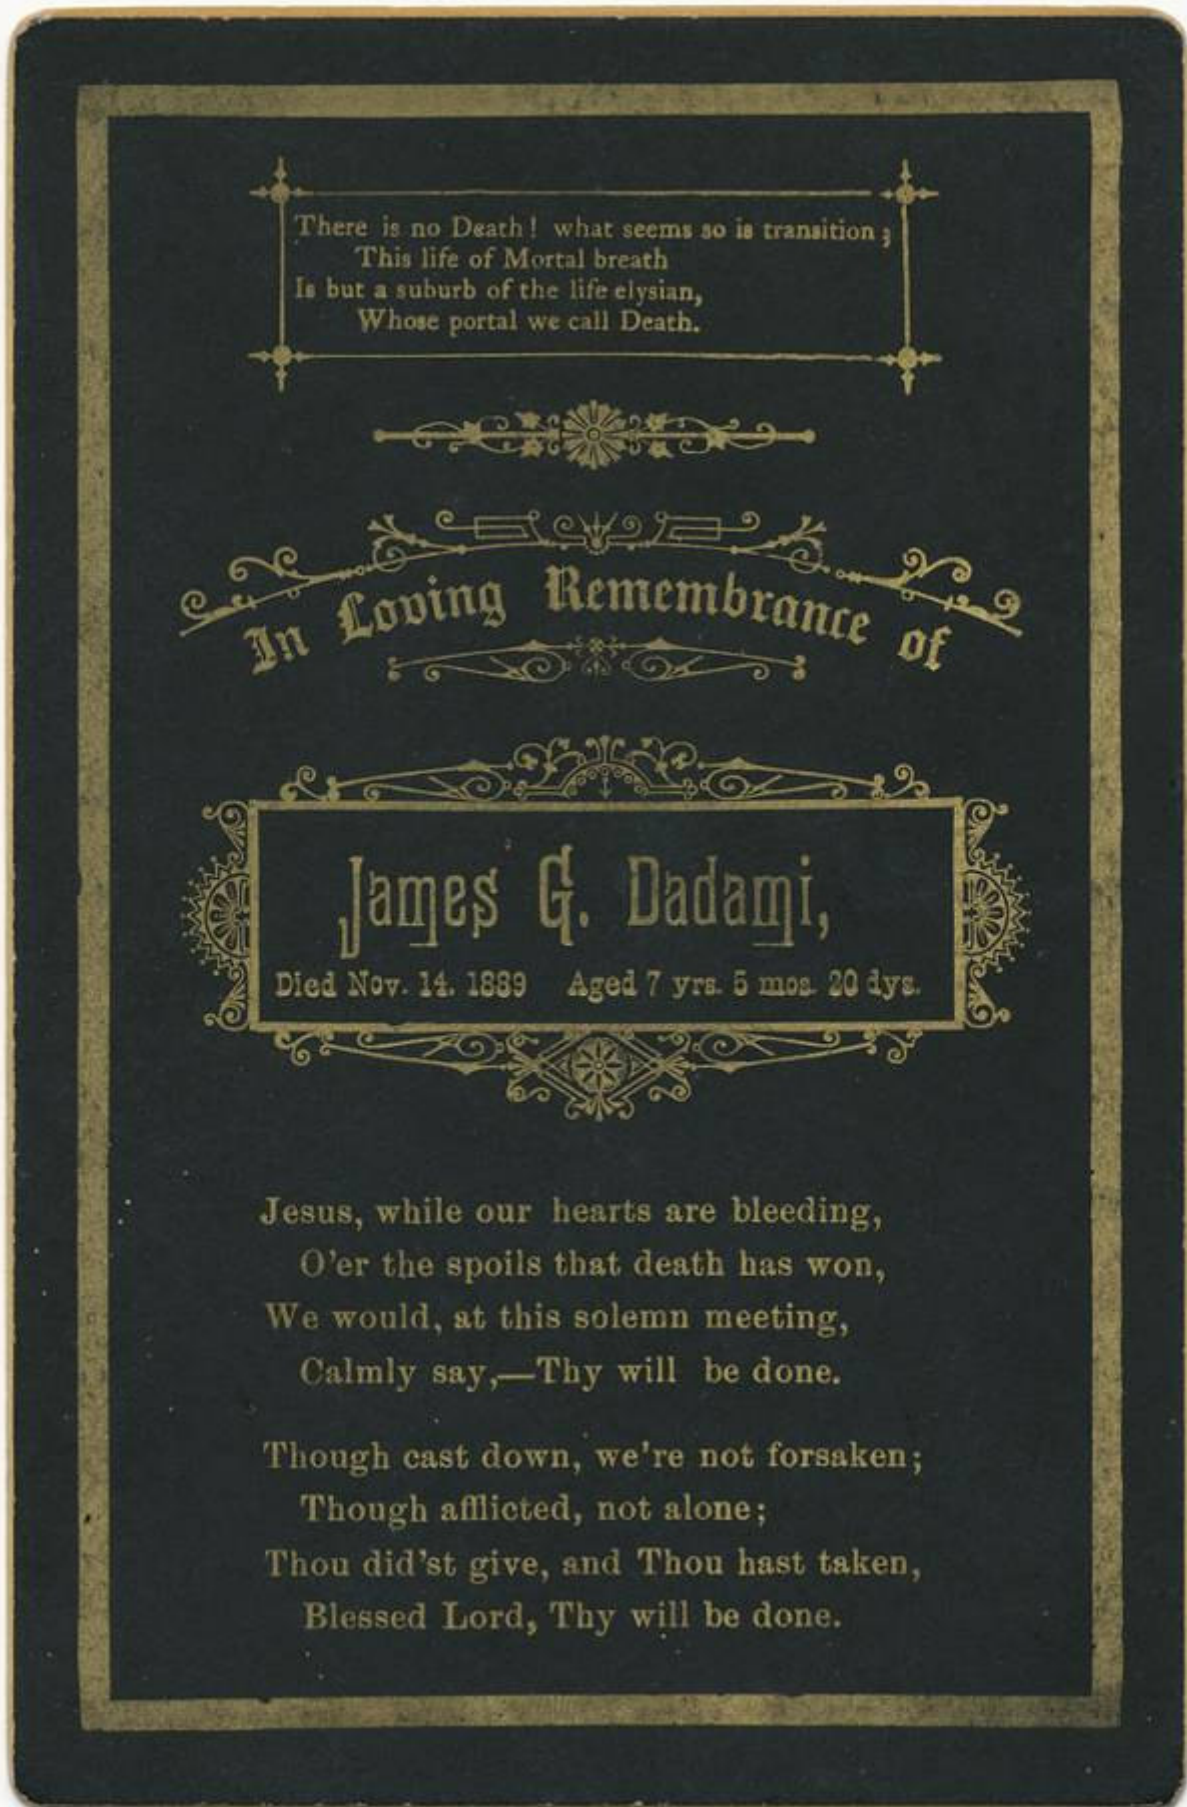 There is no Death! what seems so is transition;
This life of Mortal breath
Is but a suburb of the life elysian,
Whose portal we call Death.
In Loving Remembrance of
James G. Dadami,
Died Nov. 14. 1889 Aged 7 yrs. 5 mos. 20 dys.
Jesus, while our hearts are bleeding,
O'er the spoils that death has won,
We would, at this solemn meeting,
Calmly say,—Thy will be done.
Though cast down, we're not forsaken;
Though afflicted, not alone;
Thou did'st give, and Thou hast taken,
Blessed Lord, Thy will be done.